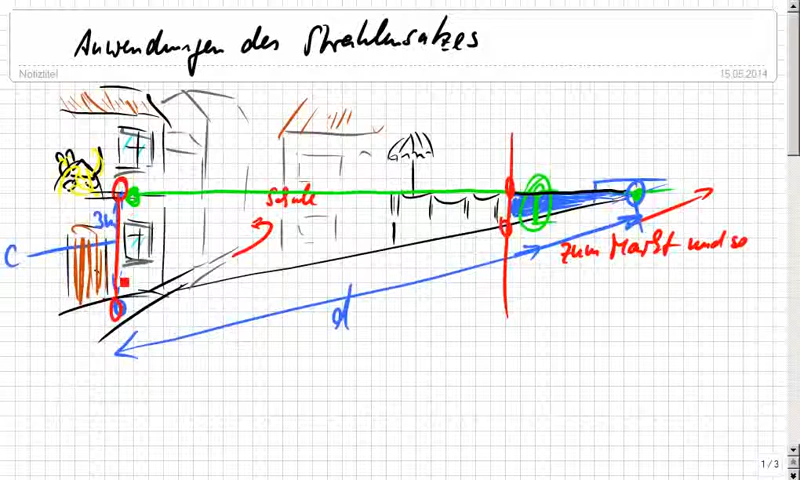 Anwendungen des Strahlensatzes
Notiztitel
15.05.2014
Schule
3m
C
zum Markt und so
d
1 / 3